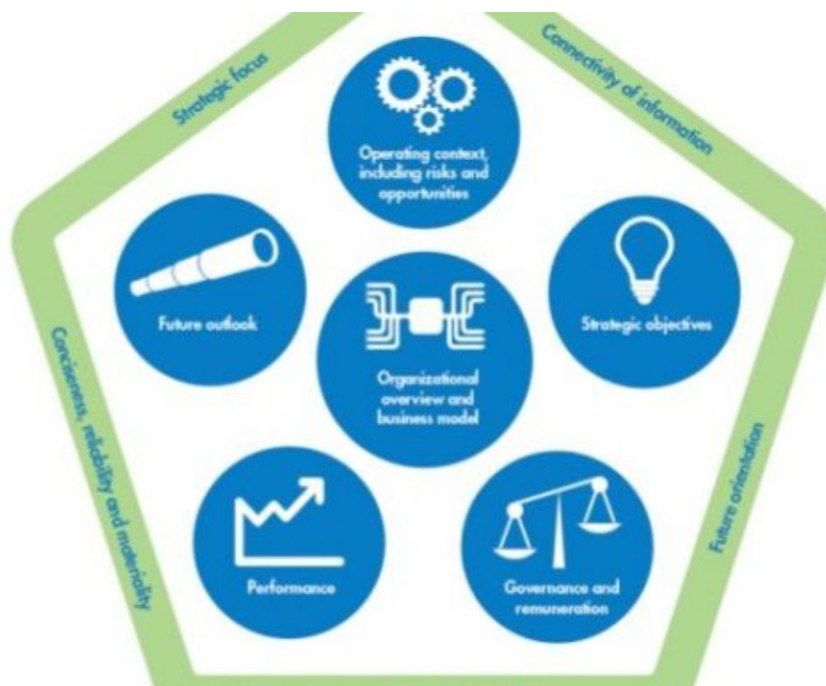 Strategic focus
Connectivity of information
Operating context,
including risks and
opportunities
Future outlook
Strategic objectives
Organizational
overview and
business model
Conciseness, reliability and materiality
Future orientation
Performance
Governance and
remuneration